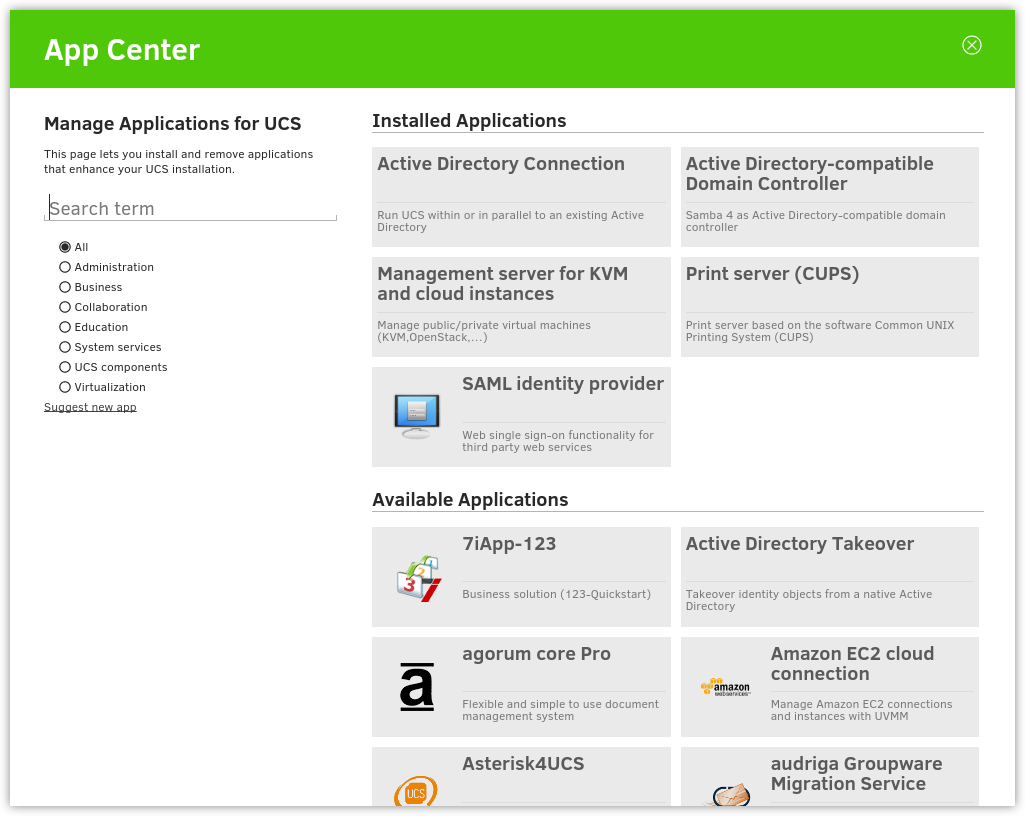 App Center
Manage Applications for UCS
This page lets you install and remove applications
that enhance your UCS installation.
Search term
All
Administration
Business
Collaboration
Education
System services
UCS components
Virtualization
Suggest new app
Installed Applications
Active Directory Connection
Run UCS within or in parallel to an existing Active
Directory
Active Directory-compatible
Domain Controller
Samba 4 as Active Directory-compatible domain
controller
Management server for KVM
and cloud instances
Manage public/private virtual machines
(KVM,OpenStack,...)
Print server (CUPS)
Print server based on the software Common UNIX
Printing System (CUPS)
SAML identity provider
Web single sign-on functionality for
third party web services
Available Applications
7iApp-123
Business solution (123-Quickstart)
Active Directory Takeover
Takeover identity objects from a native Active
Directory
a
agorum core Pro
Flexible and simple to use document
management system
amazon
webservices
Amazon EC2 cloud
connection
Manage Amazon EC2 connections
and instances with UVMM
UCS
Asterisk4UCS
audriga Groupware
Migration Service